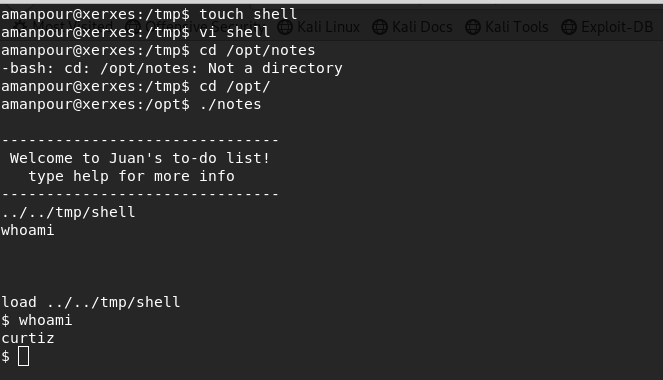 amanpour@xerxes:/tmp$ touch shell
amanpour@xerxes:/tmp$ vi shell
Kali Linux Kali Docs Kali Tools Exploit-DB
amanpour@xerxes:/tmp$ cd /opt/notes
-bash: cd: /opt/notes: Not a directory
amanpour@xerxes:/tmp$ cd /opt/
amanpour@xerxes:/opt$ ./notes
-------------------------------
Welcome to Juan's to-do list!
type help for more info
-------------------------------
../../tmp/shell
whoami
load ../../tmp/shell
$ whoami
curtiz
$